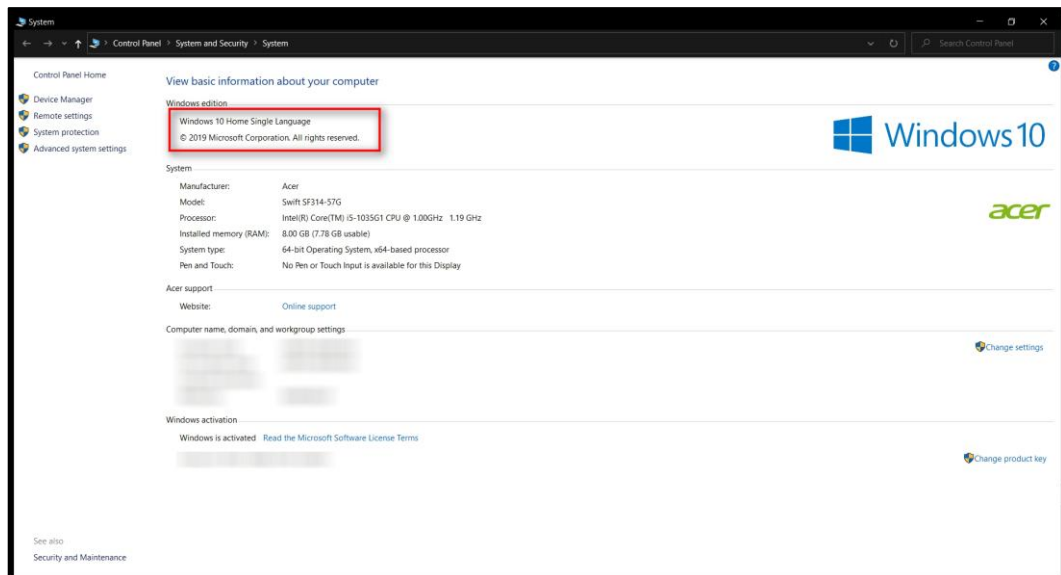 System
Control Panel > System and Security > System
Search Control Panel
Control Panel Home
Device Manager
Remote settings
System protection
Advanced system settings
See also
Security and Maintenance
View basic information about your computer
Windows edition
Windows 10 Home Single Language
© 2019 Microsoft Corporation. All rights reserved.
Windows 10
System
Manufacturer: Acer
Model: Swift SF314-57G
Processor: Intel(R) Core(TM) i5-1035G1 CPU @ 1.00GHz 1.19 GHz
Installed memory (RAM): 8.00 GB (7.78 GB usable)
System type: 64-bit Operating System, x64-based processor
Pen and Touch: No Pen or Touch Input is available for this Display
acer
Acer support
Website: Online support
Computer name, domain, and workgroup settings
Change settings
Windows activation
Windows is activated Read the Microsoft Software License Terms
Change product key